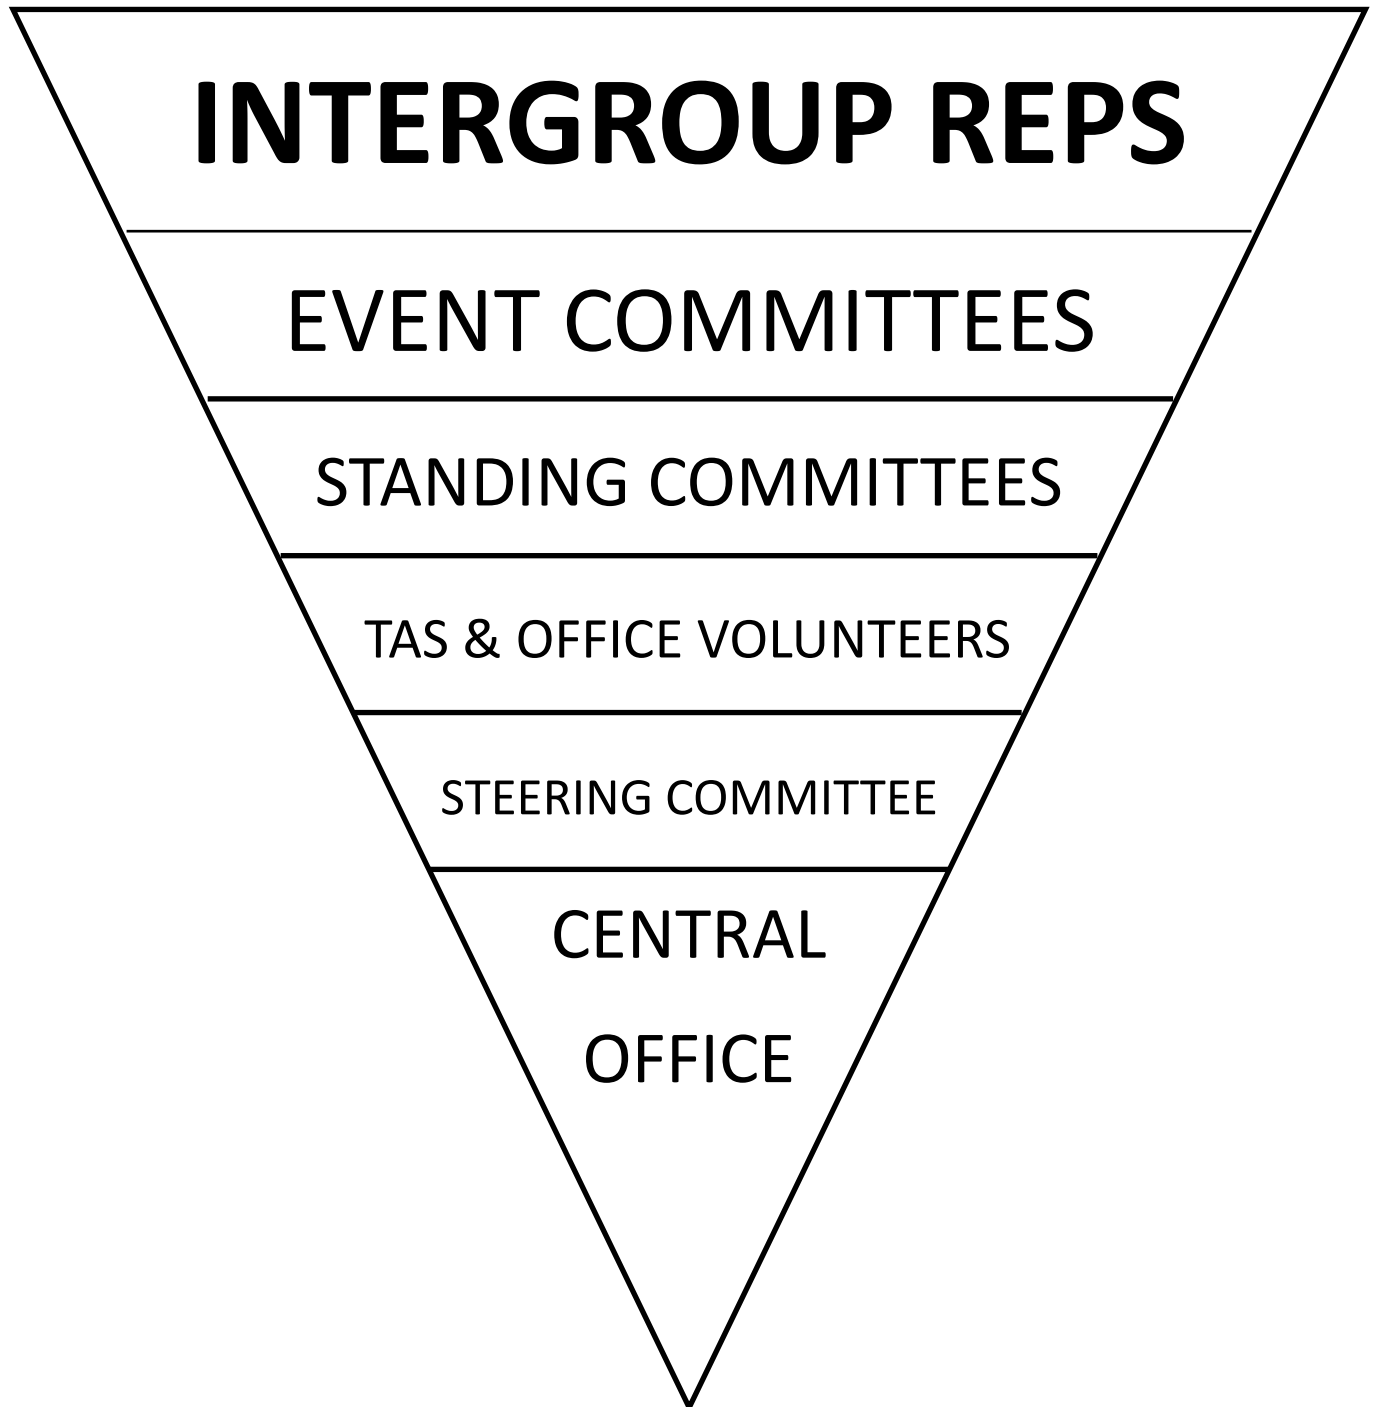 INTERGROUP REPS
EVENT COMMITTEES
STANDING COMMITTEES
TAS & OFFICE VOLUNTEERS
STEERING COMMITTEE
CENTRAL
OFFICE